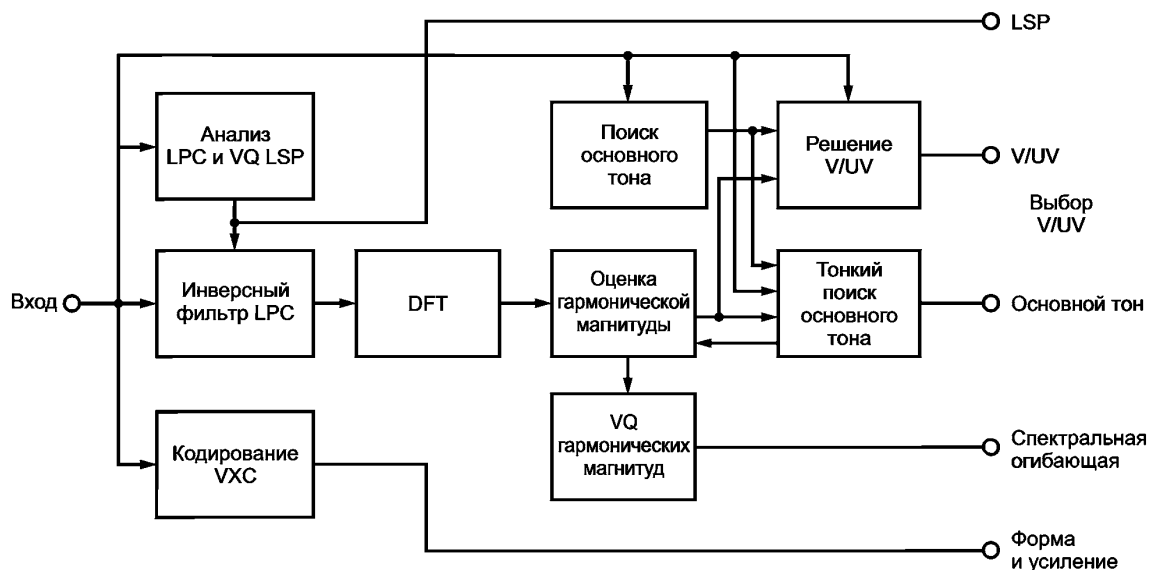 LSP
Анализ
LPC и VQ LSP
Поиск
основного
тона
Решение
V/UV
V/UV
Выбор
V/UV
Вход
Инверсный
фильтр LPC
DFT
Оценка
гармонической
магнитуды
Тонкий
поиск
основного
тона
Основной тон
Кодирование
VXC
VQ
гармонических
магнитуд
Спектральная
огибающая
Форма
и усиление